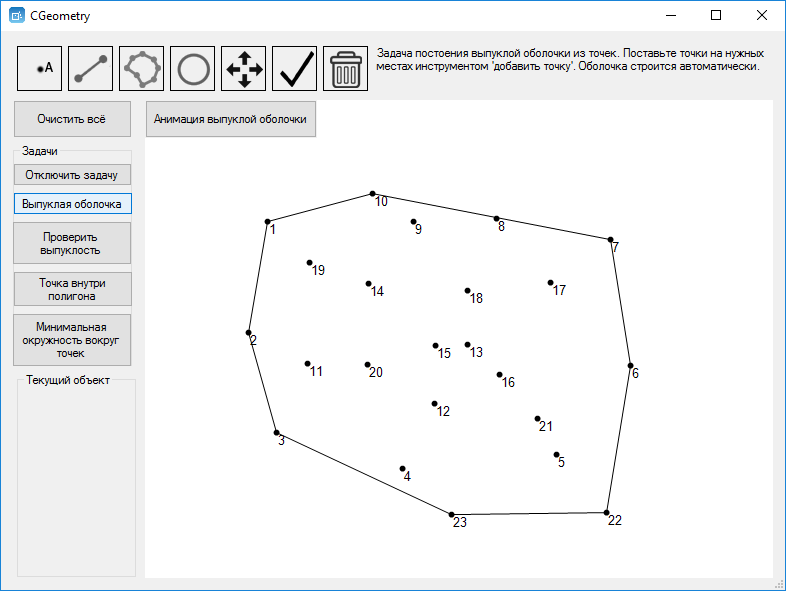 CGeometry
A
Задача постоения выпуклой оболочки из точек. Поставьте точки на нужных
местах инструментом 'добавить точку'. Оболочка строится автоматически.
Очистить всё
Анимация выпуклой оболочки
Задачи
Отключить задачу
Выпуклая оболочка
Проверить
выпуклость
Точка внутри
полигона
Минимальная
окружность вокруг
точек
Текущий объект
10
1
9
8
7
19
14
18
17
2
15
13
11
20
16
6
12
21
3
5
4
23
22